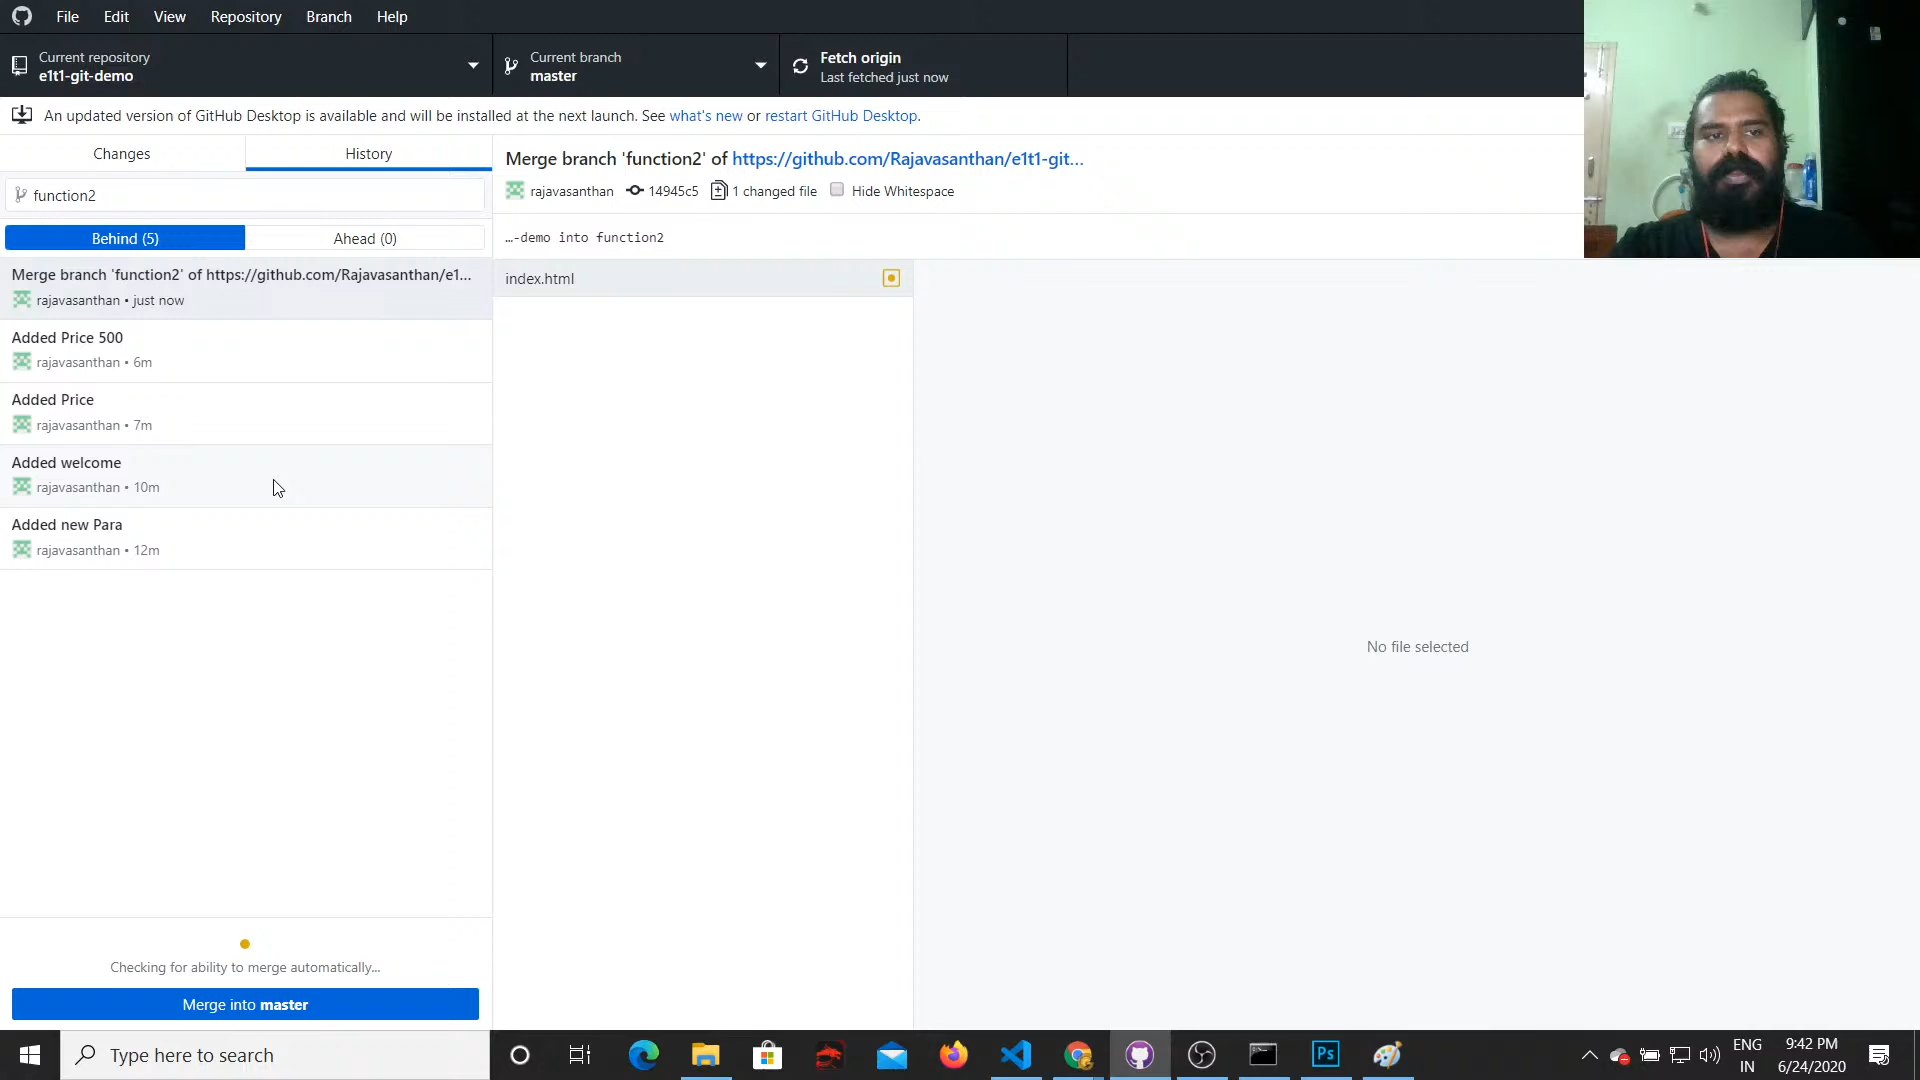 File Edit View Repository Branch Help
Current repository
e1t1-git-demo
Current branch
master
Fetch origin
Last fetched just now
An updated version of GitHub Desktop is available and will be installed at the next launch. See what's new or restart GitHub Desktop.
Changes
History
function2
Behind (5)
Ahead (0)
Merge branch 'function2' of https://github.com/Rajavasanthan/e1...
rajavasanthan • just now
Added Price 500
rajavasanthan • 6m
Added Price
rajavasanthan • 7m
Added welcome
rajavasanthan • 10m
Added new Para
rajavasanthan • 12m
Checking for ability to merge automatically...
Merge into master
Merge branch 'function2' of https://github.com/Rajavasanthan/e1t1-git...
rajavasanthan 14945c5 1 changed file Hide Whitespace
…-demo into function2
index.html
No file selected
Type here to search
Ps
ENG
IN
9:42 PM
6/24/2020